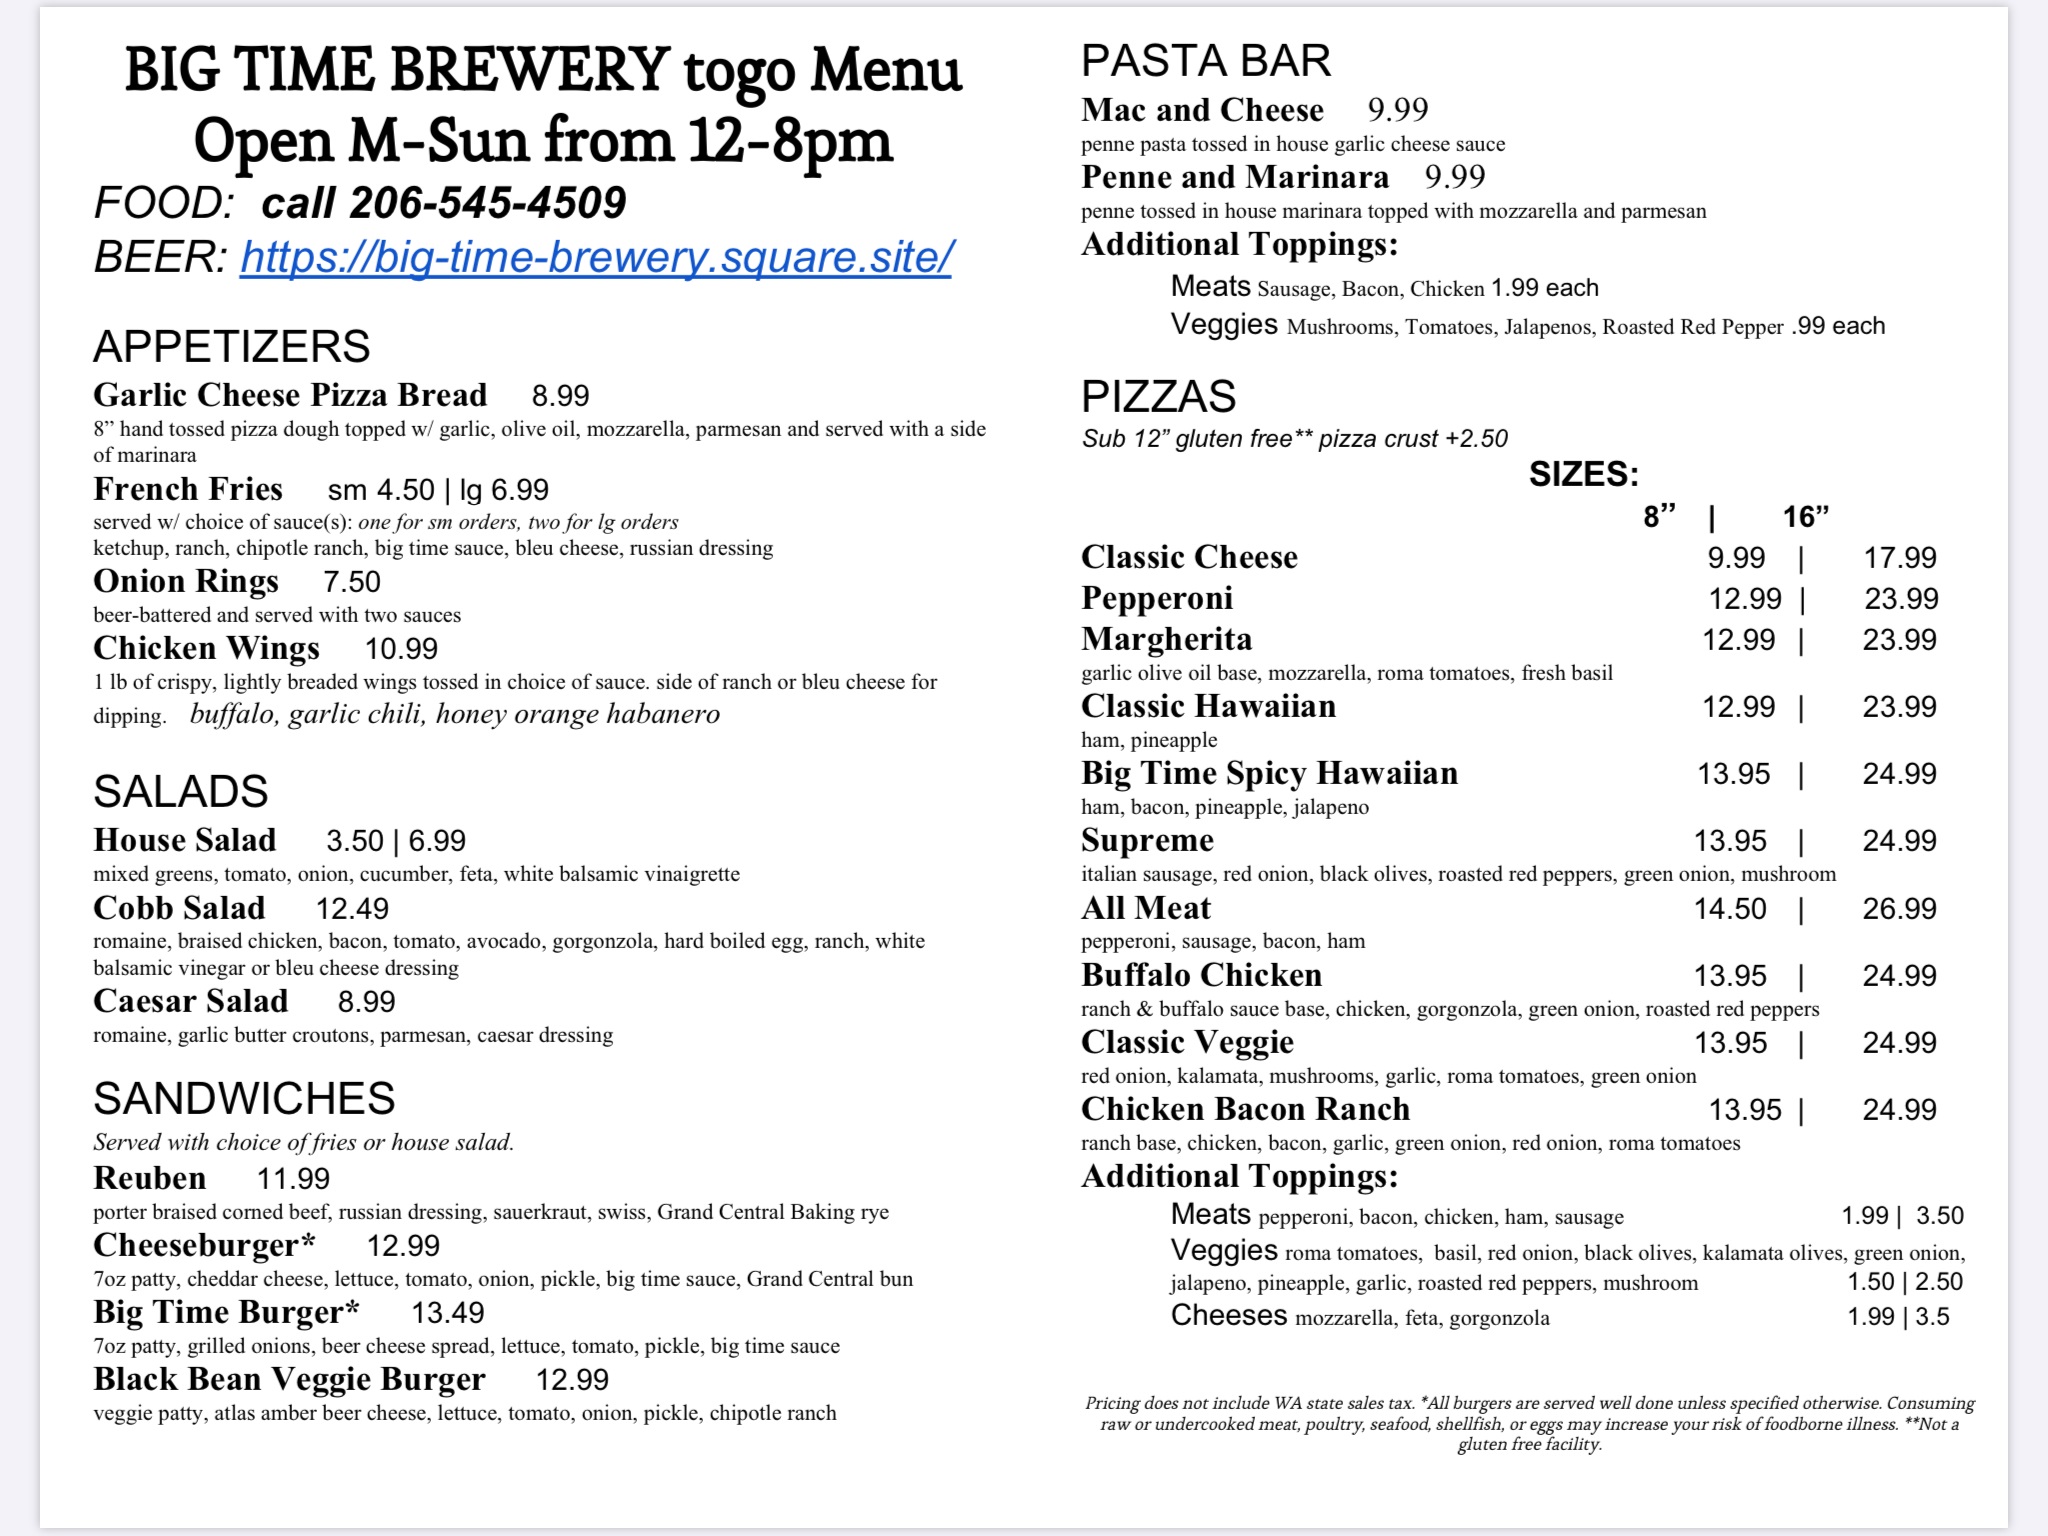 BIG TIME BREWERY togo Menu
Open M-Sun from 12-8pm
FOOD: call 206-545-4509
BEER: https://big-time-brewery.square.site/
APPETIZERS
Garlic Cheese Pizza Bread 8.99
8” hand tossed pizza dough topped w/ garlic, olive oil, mozzarella, parmesan and served with a side
of marinara
French Fries sm 4.50 | lg 6.99
served w/ choice of sauce(s): one for sm orders, two for lg orders
ketchup, ranch, chipotle ranch, big time sauce, bleu cheese, russian dressing
Onion Rings 7.50
beer-battered and served with two sauces
Chicken Wings 10.99
1 lb of crispy, lightly breaded wings tossed in choice of sauce. side of ranch or bleu cheese for
dipping. buffalo, garlic chili, honey orange habanero
SALADS
House Salad 3.50 | 6.99
mixed greens, tomato, onion, cucumber, feta, white balsamic vinaigrette
Cobb Salad 12.49
romaine, braised chicken, bacon, tomato, avocado, gorgonzola, hard boiled egg, ranch, white
balsamic vinegar or bleu cheese dressing
Caesar Salad 8.99
romaine, garlic butter croutons, parmesan, caesar dressing
SANDWICHES
Served with choice of fries or house salad.
Reuben 11.99
porter braised corned beef, russian dressing, sauerkraut, swiss, Grand Central Baking rye
Cheeseburger* 12.99
7oz patty, cheddar cheese, lettuce, tomato, onion, pickle, big time sauce, Grand Central bun
Big Time Burger* 13.49
7oz patty, grilled onions, beer cheese spread, lettuce, tomato, pickle, big time sauce
Black Bean Veggie Burger 12.99
veggie patty, atlas amber beer cheese, lettuce, tomato, onion, pickle, chipotle ranch
PASTA BAR
Mac and Cheese 9.99
penne pasta tossed in house garlic cheese sauce
Penne and Marinara 9.99
penne tossed in house marinara topped with mozzarella and parmesan
Additional Toppings:
Meats Sausage, Bacon, Chicken 1.99 each
Veggies Mushrooms, Tomatoes, Jalapenos, Roasted Red Pepper .99 each
PIZZAS
Sub 12” gluten free** pizza crust +2.50
SIZES:
8” | 16”
Classic Cheese 9.99 | 17.99
Pepperoni 12.99 | 23.99
Margherita 12.99 | 23.99
garlic olive oil base, mozzarella, roma tomatoes, fresh basil
Classic Hawaiian 12.99 | 23.99
ham, pineapple
Big Time Spicy Hawaiian 13.95 | 24.99
ham, bacon, pineapple, jalapeno
Supreme 13.95 | 24.99
italian sausage, red onion, black olives, roasted red peppers, green onion, mushroom
All Meat 14.50 | 26.99
pepperoni, sausage, bacon, ham
Buffalo Chicken 13.95 | 24.99
ranch & buffalo sauce base, chicken, gorgonzola, green onion, roasted red peppers
Classic Veggie 13.95 | 24.99
red onion, kalamata, mushrooms, garlic, roma tomatoes, green onion
Chicken Bacon Ranch 13.95 | 24.99
ranch base, chicken, bacon, garlic, green onion, red onion, roma tomatoes
Additional Toppings:
Meats pepperoni, bacon, chicken, ham, sausage 1.99 | 3.50
Veggies roma tomatoes, basil, red onion, black olives, kalamata olives, green onion,
jalapeno, pineapple, garlic, roasted red peppers, mushroom 1.50 | 2.50
Cheeses mozzarella, feta, gorgonzola 1.99 | 3.5
Pricing does not include WA state sales tax. *All burgers are served well done unless specified otherwise. Consuming
raw or undercooked meat, poultry, seafood, shellfish, or eggs may increase your risk of foodborne illness. **Not a
gluten free facility.